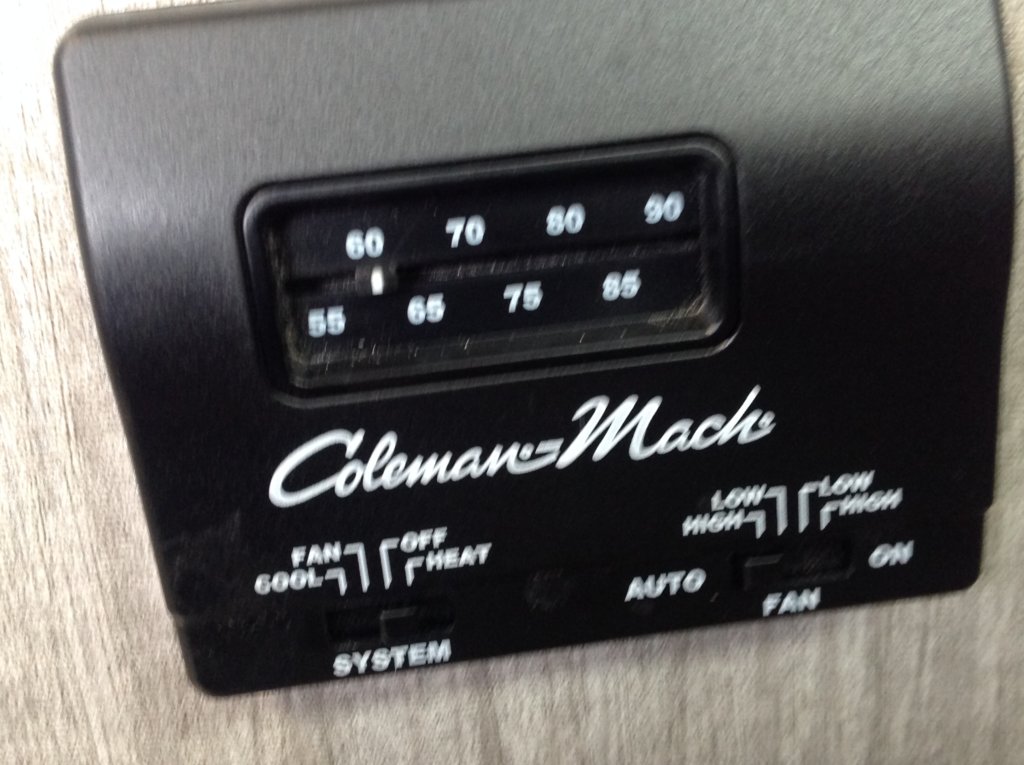 60 70 80 90
55 65 75 85
Coleman-Mach
LOW LOW
HIGH HIGH
FAN OFF
COOL HEAT
AUTO ON
FAN
SYSTEM